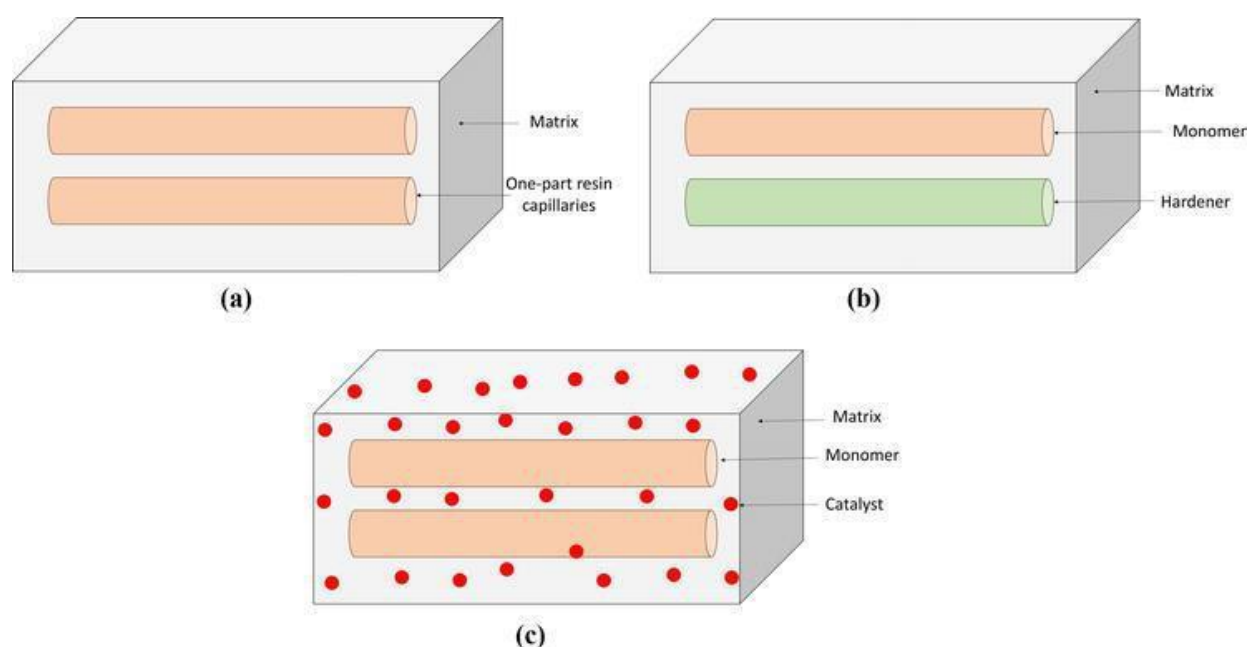 Matrix
One-part resin
capillaries
(a)
Matrix
Monomer
Hardener
(b)
Matrix
Monomer
Catalyst
(c)